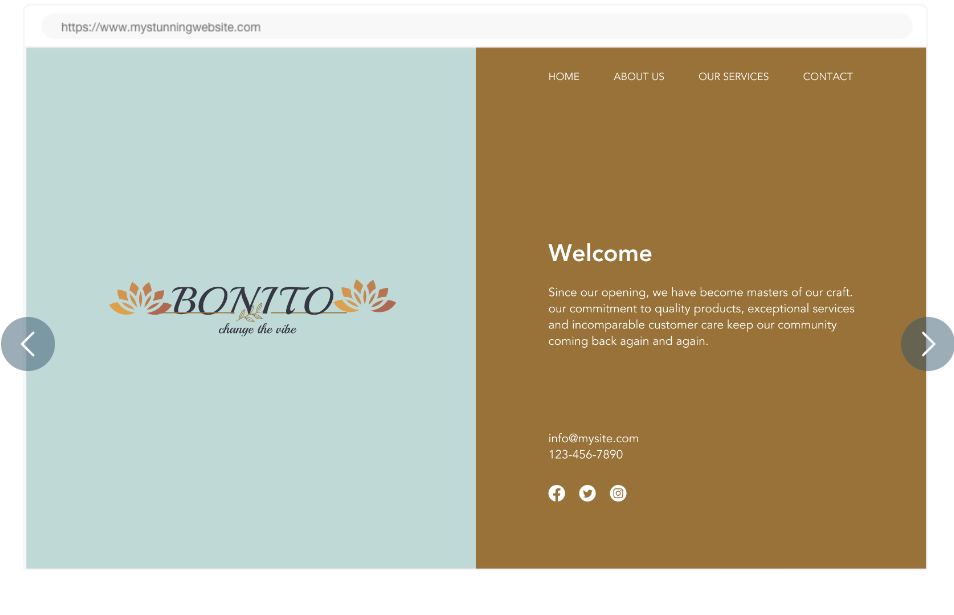 https://www.mystunningwebsite.com
HOME ABOUT US OUR SERVICES CONTACT
BONITO
change the vibe
Welcome
Since our opening, we have become masters of our craft.
our commitment to quality products, exceptional services
and incomparable customer care keep our community
coming back again and again.
info@mysite.com
123-456-7890